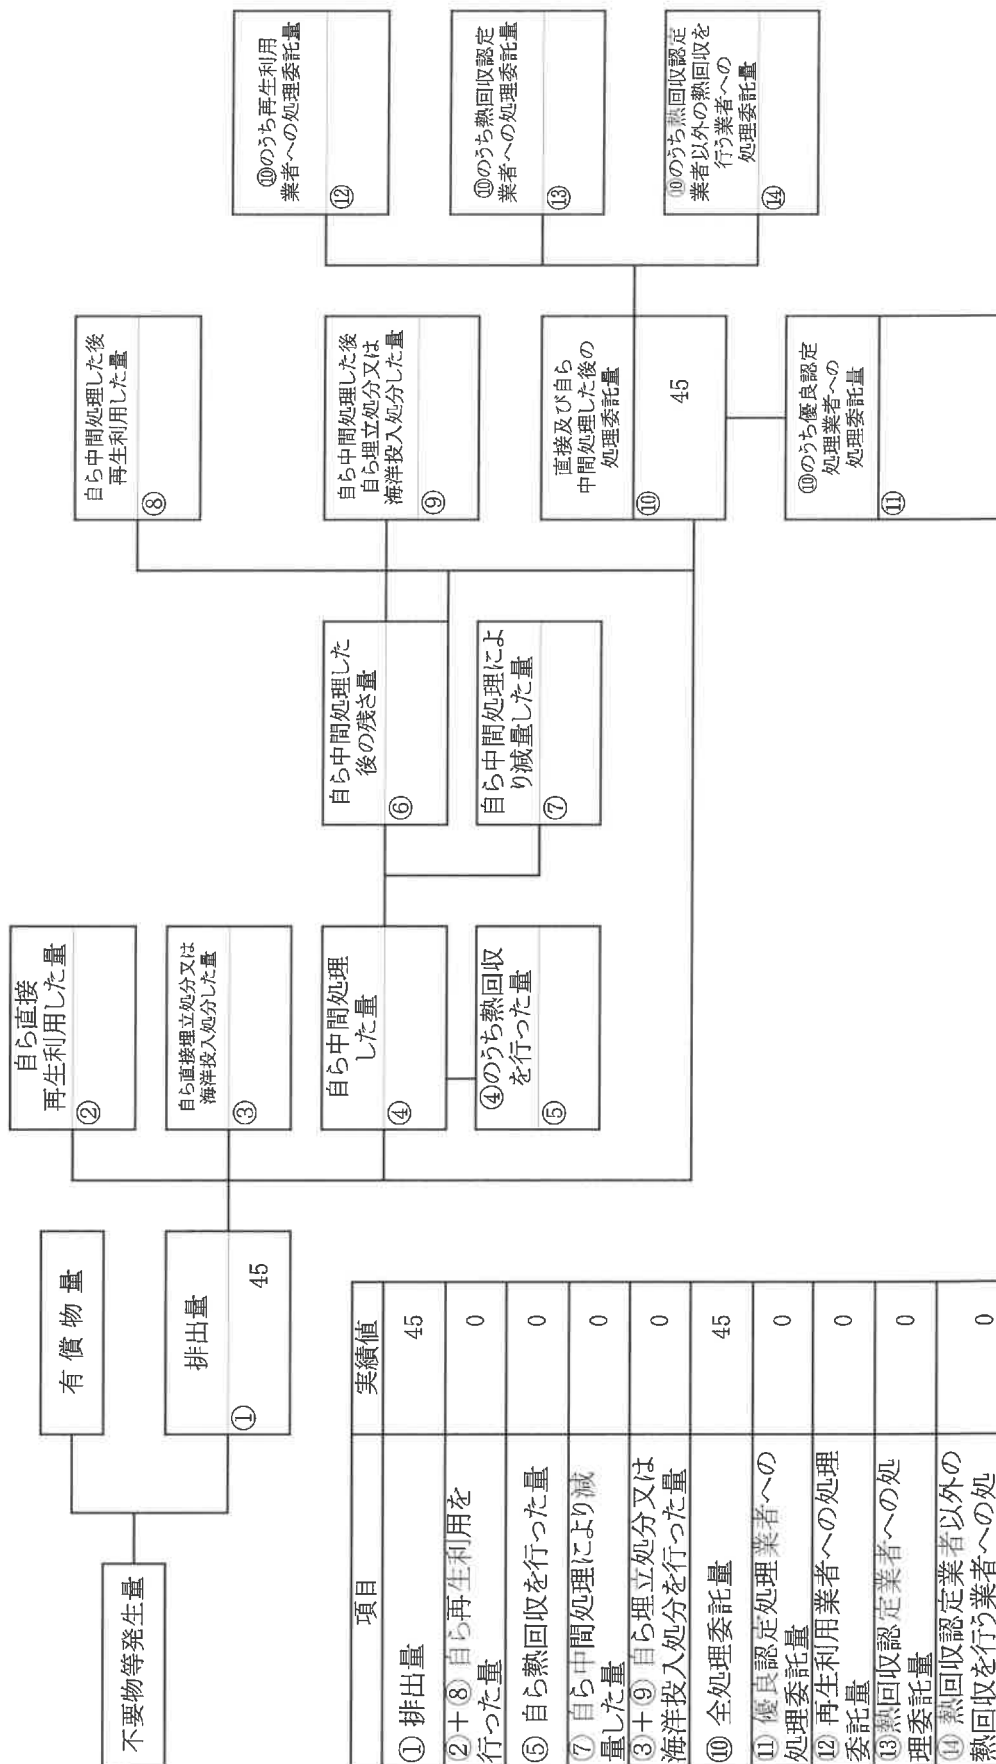 不要物等発生量
有償物量
排出量
①
45
自ら直接
再生利用した量
②
自ら直接埋立処分又は
海洋投入処分した量
③
自ら中間処理
した量
④
④のうち熱回収
を行った量
⑤
自ら中間処理した
後の残さ量
⑥
自ら中間処理によ
り減量した量
⑦
自ら中間処理した後
再生利用した量
⑧
自ら中間処理した後
自ら埋立処分又は
海洋投入処分した量
⑨
直接及び自ら
中間処理した後の
処理委託量
⑩
45
⑩のうち優良認定
処理業者への
処理委託量
⑪
⑩のうち再生利用
業者への処理委託量
⑫
⑩のうち熱回収認定
業者への処理委託量
⑬
⑩のうち熱回収認定
業者以外の熱回収を
行う業者への
処理委託量
⑭
項目 実績値
①排出量 45
②+⑧ 自ら再生利用を
行った量 0
⑤ 自ら熱回収を行った量 0
⑦ 自ら中間処理により減
量した量 0
③+⑨ 自ら埋立処分又は
海洋投入処分を行った量 0
⑩ 全処理委託量 45
⑪ 優良認定処理業者への
処理委託量 0
⑫ 再生利用業者への処理
委託量 0
⑬熱回収認定業者への処
理委託量 0
⑭ 熱回収認定業者以外の
熱回収を行う業者への処 0